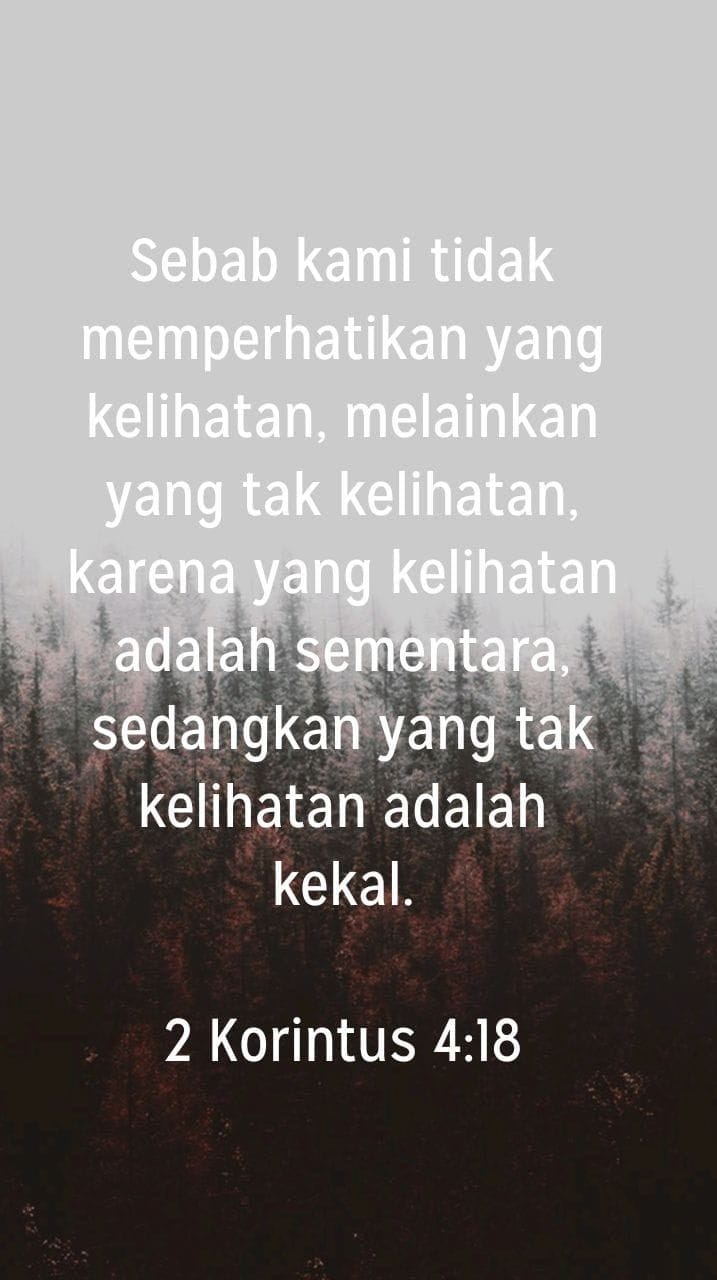 Sebab kami tidak
memperhatikan yang
kelihatan, melainkan
yang tak kelihatan,
karena yang kelihatan
adalah sementara,
sedangkan yang tak
kelihatan adalah
kekal.
2 Korintus 4:18